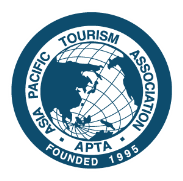 ASIA PACIFIC TOURISM ASSOCIATION
· APTA ·
FOUNDED 1995